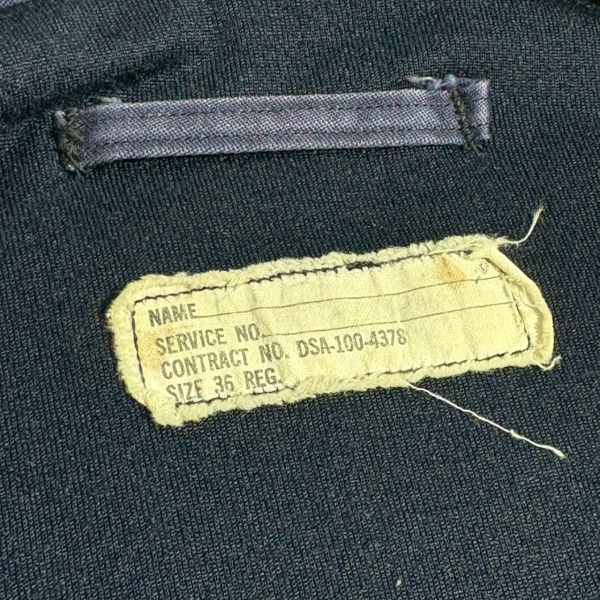 NAME
SERVICE NO.
CONTRACT NO. DSA-100-4378
SIZE 36 REG.